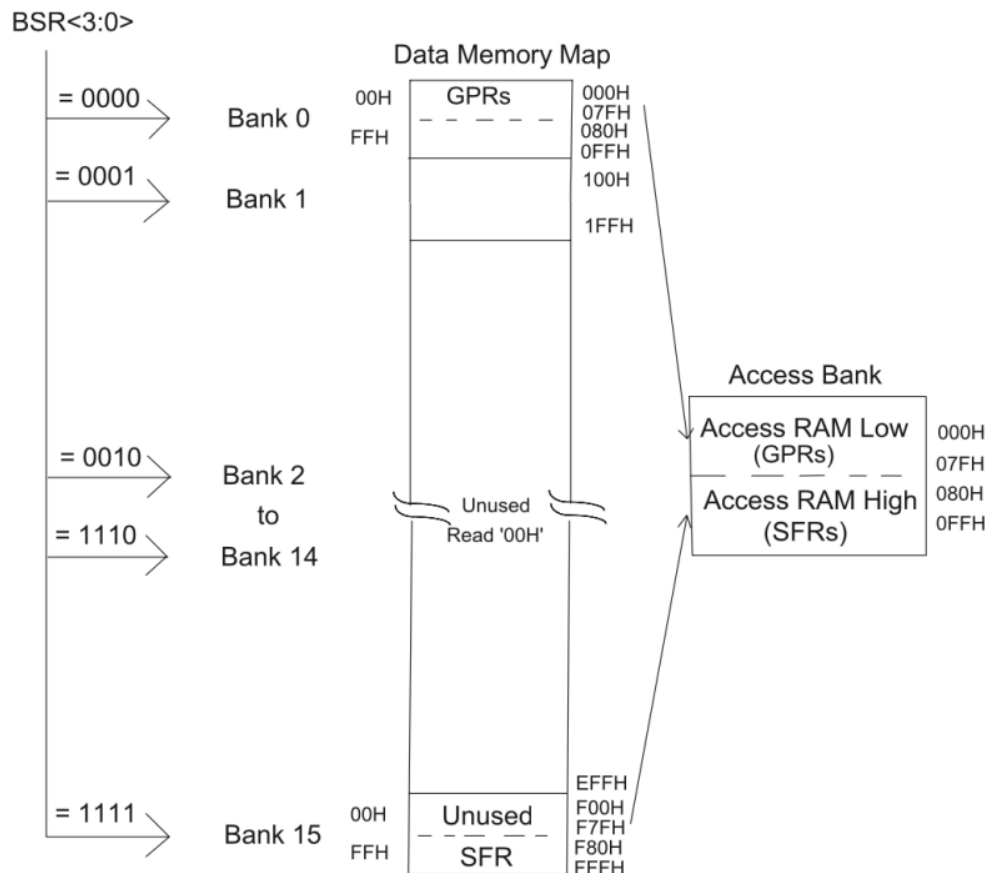 BSR<3:0>
Data Memory Map
= 0000
Bank 0
00H
FFH
GPRs
000H
07FH
080H
0FFH
= 0001
Bank 1
100H
1FFH
Access Bank
Access RAM Low
(GPRs)
000H
07FH
Access RAM High
(SFRs)
080H
0FFH
= 0010
Bank 2
to
= 1110
Bank 14
Unused
Read '00H'
EFFH
= 1111
Bank 15
00H
FFH
Unused
SFR
F00H
F7FH
F80H
FFFH